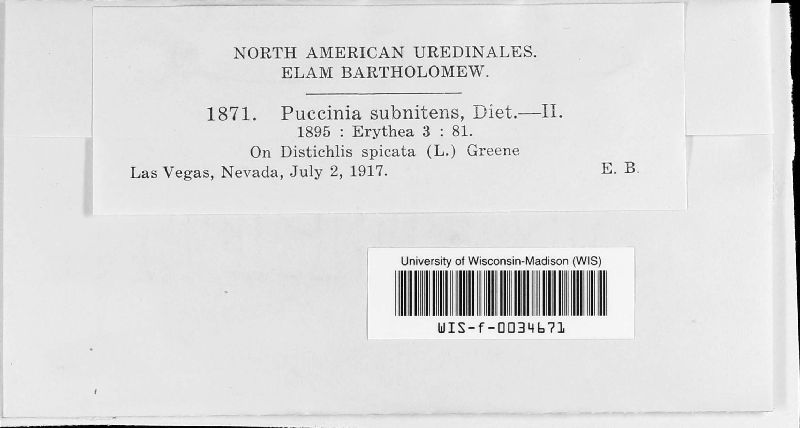 NORTH AMERICAN UREDINALES.
ELAM BARTHOLOMEW.
1871. Puccinia subnitens, Diet.—II.
1895 : Erythea 3 : 81.
On Distichlis spicata (L.) Greene
Las Vegas, Nevada, July 2, 1917. E. B.
University of Wisconsin-Madison (WIS)
WIS-f-0034671